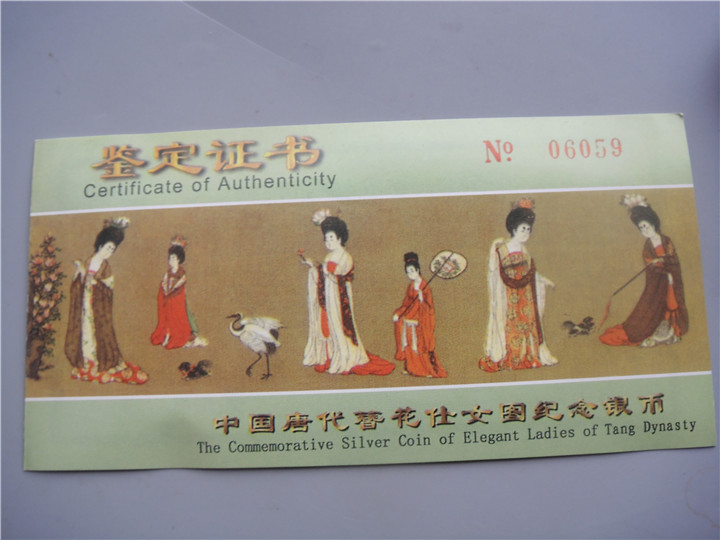 鉴定证书
Certificate of Authenticity
Nº 06059
中国唐代簪花仕女图纪念银币
The Commemorative Silver Coin of Elegant Ladies of Tang Dynasty